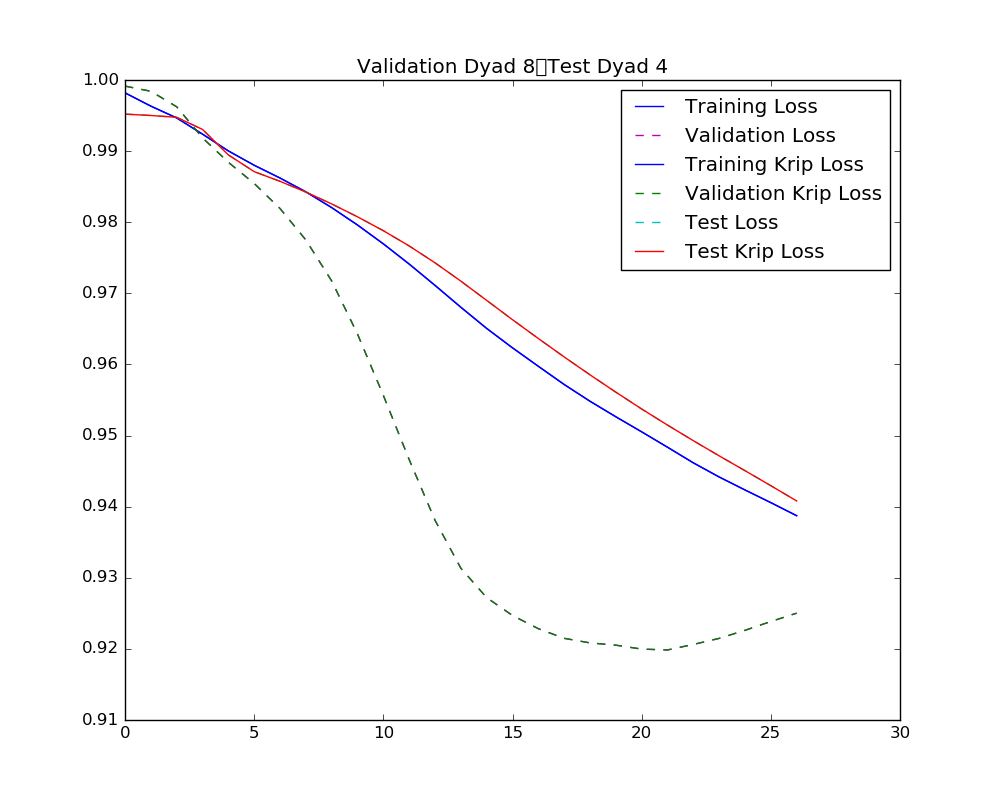 Validation Dyad 8▯Test Dyad 4
1.00
0.99
0.98
0.97
0.96
0.95
0.94
0.93
0.92
0.91
0
5
10
15
20
25
30
Training Loss
Validation Loss
Training Krip Loss
Validation Krip Loss
Test Loss
Test Krip Loss